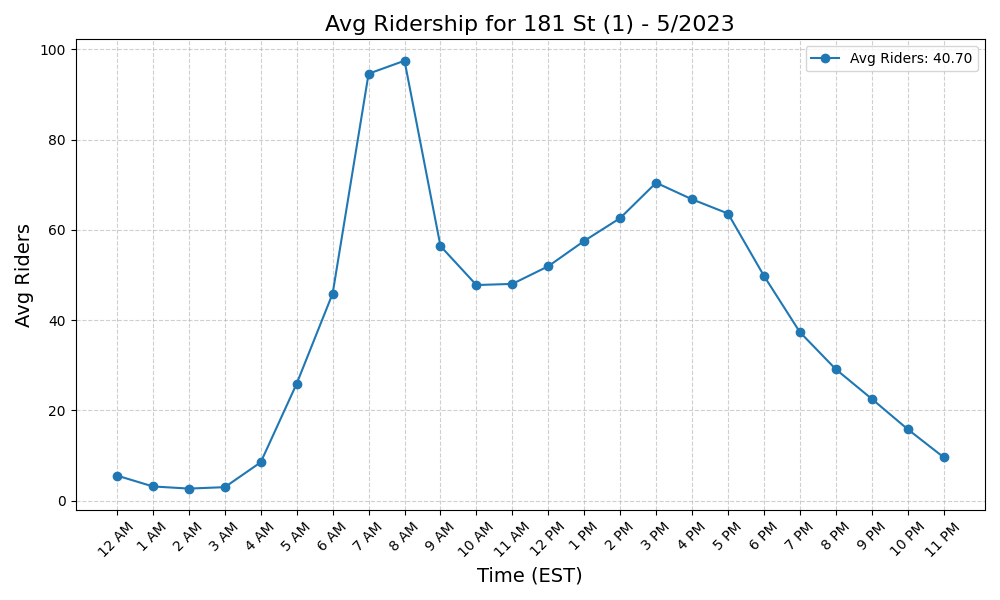 Avg Ridership for 181 St (1) - 5/2023
Avg Riders: 40.70
Avg Riders
100
80
60
40
20
0
12 AM
1 AM
2 AM
3 AM
4 AM
5 AM
6 AM
7 AM
8 AM
9 AM
10 AM
11 AM
12 PM
1 PM
2 PM
3 PM
4 PM
5 PM
6 PM
7 PM
8 PM
9 PM
10 PM
11 PM
Time (EST)